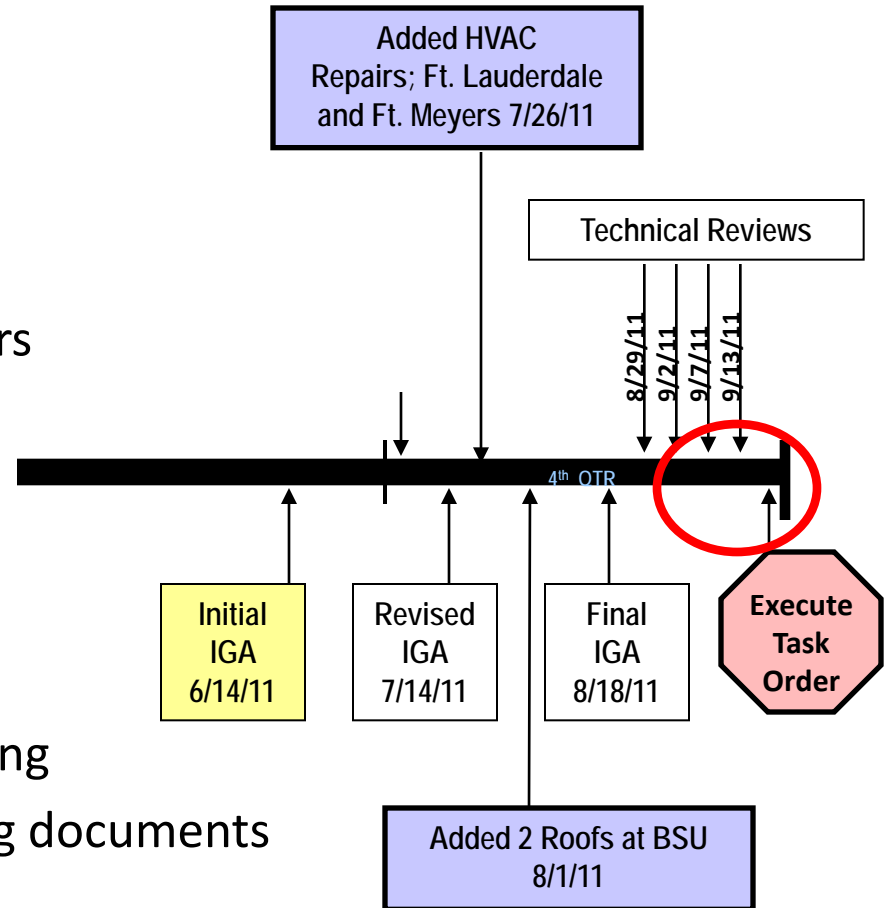 Added HVAC
Repairs; Ft. Lauderdale
and Ft. Meyers 7/26/11
Technical Reviews
8/29/11
9/2/11
9/7/11
9/13/11
rs
4th QTR
Initial
IGA
6/14/11
Revised
IGA
7/14/11
Final
IGA
8/18/11
Execute
Task
Order
ng
g documents
Added 2 Roofs at BSU
8/1/11